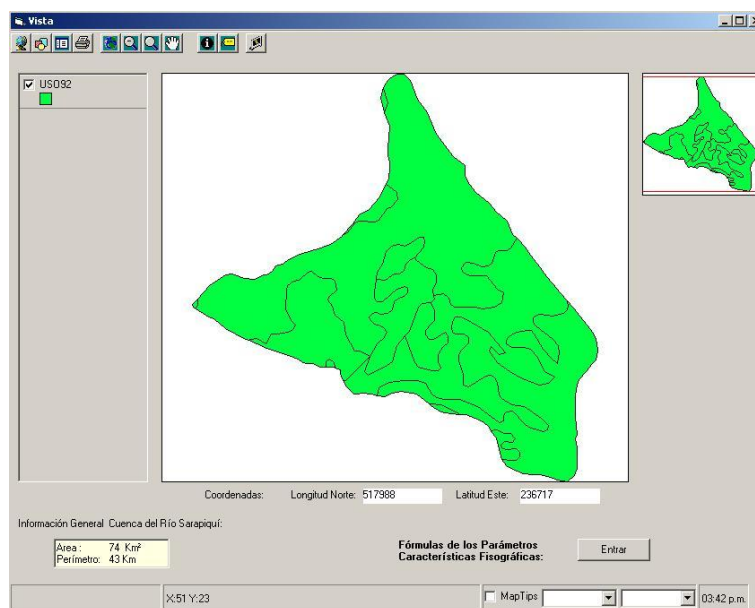 Vista
USO92
Coordenadas: Longitud Norte: 517988 Latitud Este: 236717
Información General Cuenca del Río Sarapiquí:
Area : 74 Km²
Perímetro: 43 Km
Fórmulas de los Parámetros
Características Fisográficas:
Entrar
X:51 Y:23
MapTips
03:42 p.m.